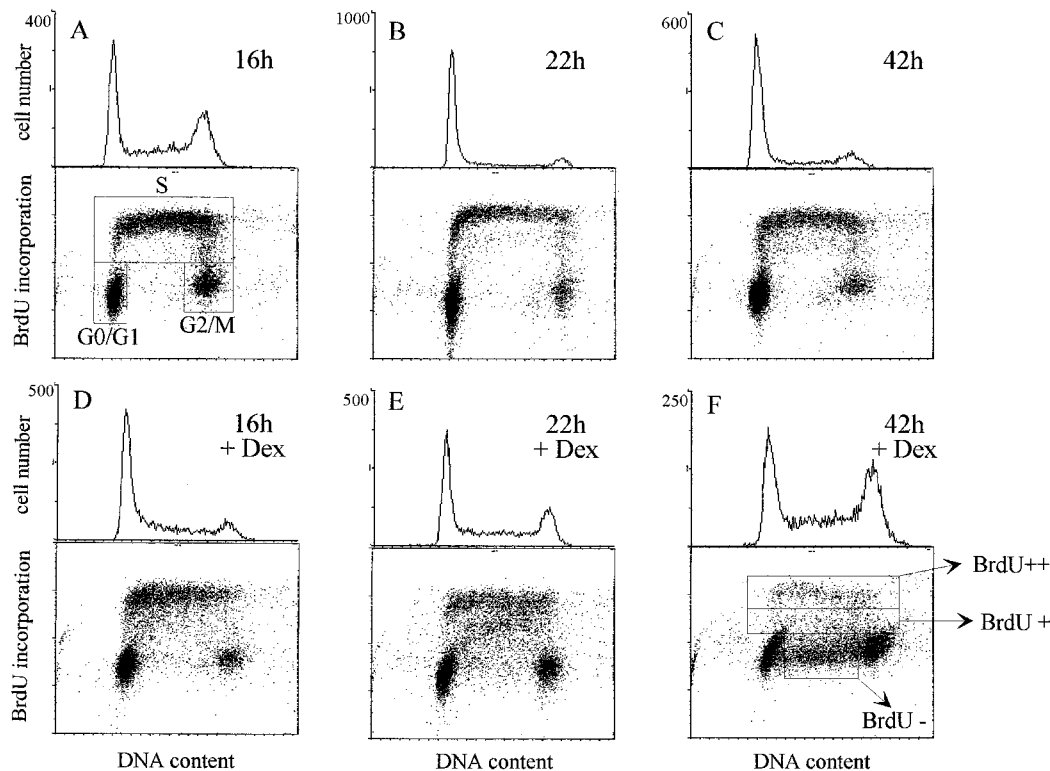 400
A
16h
cell number
1000
B
22h
600
C
42h
BrdU incorporation
S
G0/G1
G2/M
500
D
16h
+ Dex
cell number
500
E
22h
+ Dex
250
F
42h
+ Dex
BrdU incorporation
BrdU++
BrdU +
BrdU -
DNA content
DNA content
DNA content